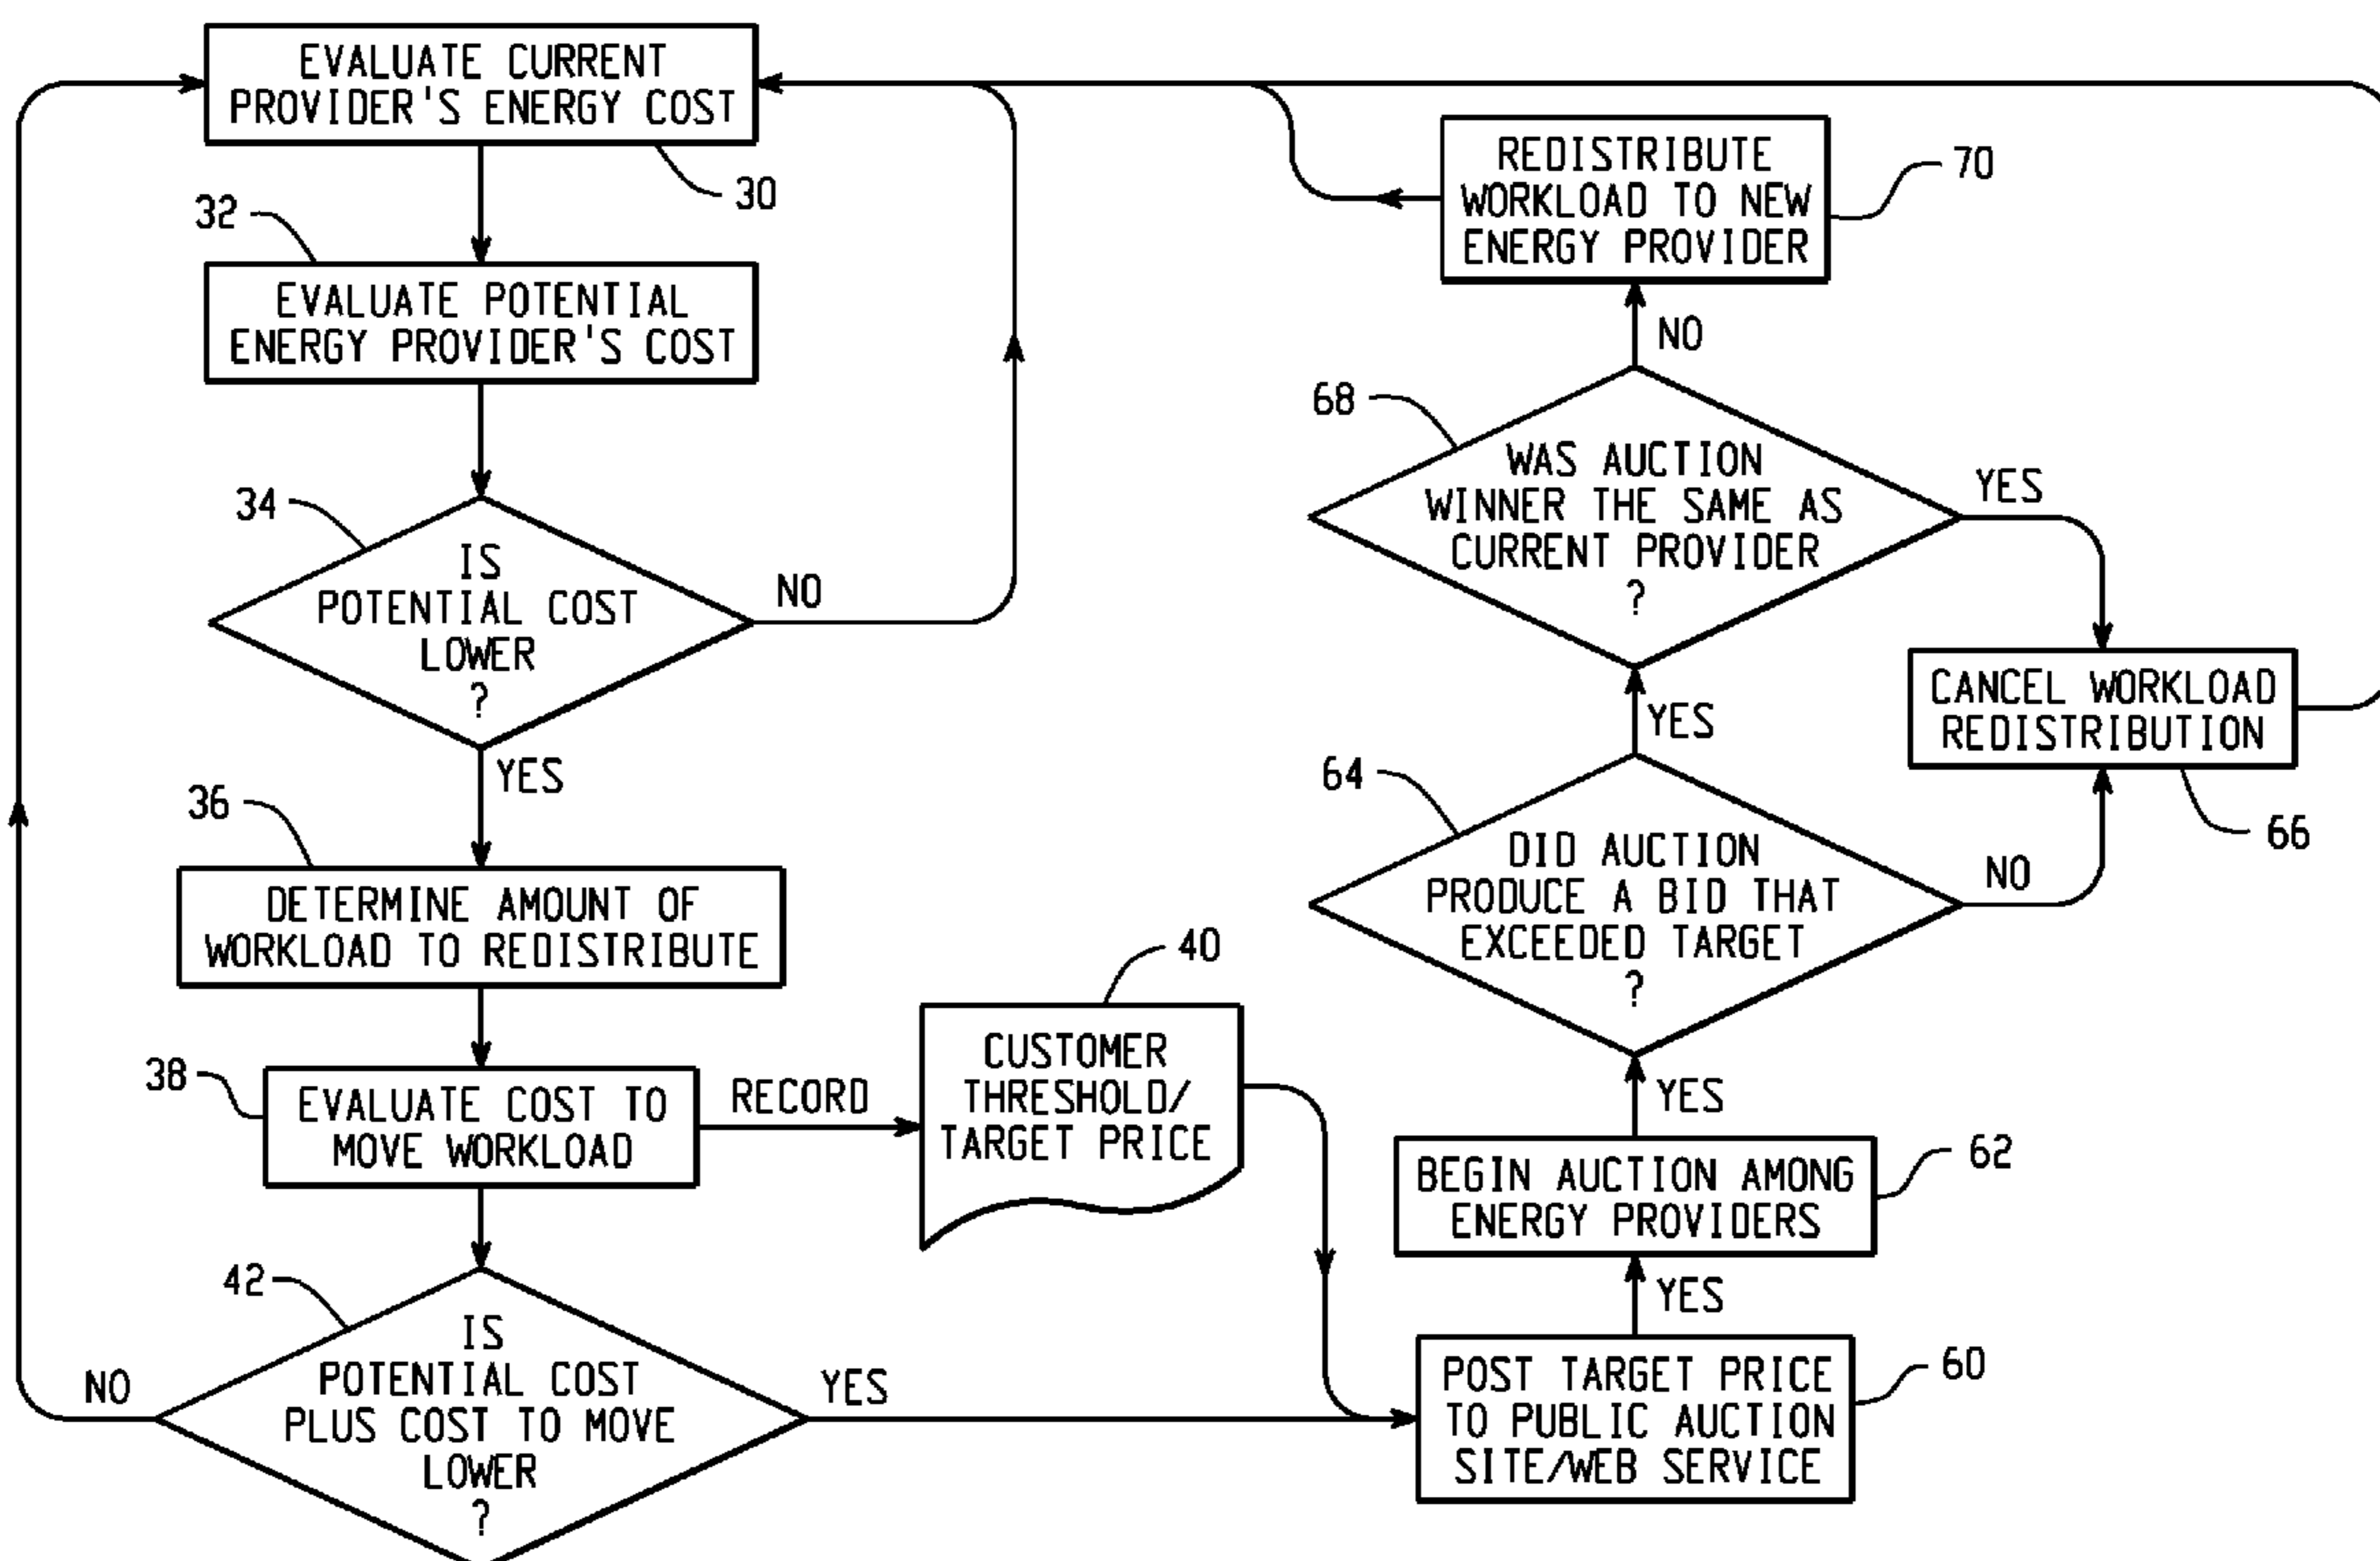 EVALUATE CURRENT
PROVIDER'S ENERGY COST
30
32
EVALUATE POTENTIAL
ENERGY PROVIDER'S COST
34
IS
POTENTIAL COST
LOWER
?
NO
YES
36
DETERMINE AMOUNT OF
WORKLOAD TO REDISTRIBUTE
38
EVALUATE COST TO
MOVE WORKLOAD
RECORD
40
CUSTOMER
THRESHOLD/
TARGET PRICE
42
IS
POTENTIAL COST
PLUS COST TO MOVE
LOWER
?
NO
YES
POST TARGET PRICE
TO PUBLIC AUCTION
SITE/WEB SERVICE
60
YES
BEGIN AUCTION AMONG
ENERGY PROVIDERS
62
YES
64
DID AUCTION
PRODUCE A BID THAT
EXCEEDED TARGET
?
NO
YES
CANCEL WORKLOAD
REDISTRIBUTION
66
68
WAS AUCTION
WINNER THE SAME AS
CURRENT PROVIDER
?
YES
NO
REDISTRIBUTE
WORKLOAD TO NEW
ENERGY PROVIDER
70